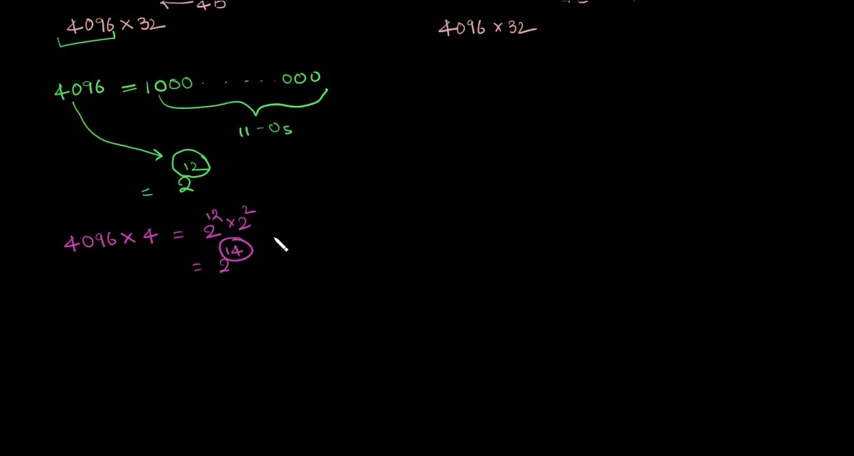 4096 × 32
4096 × 32
4096 = 1000 . . . . . . 000
11 - 0s
= 2^12
4096 × 4 = 2^12 × 2^2
= 2^14